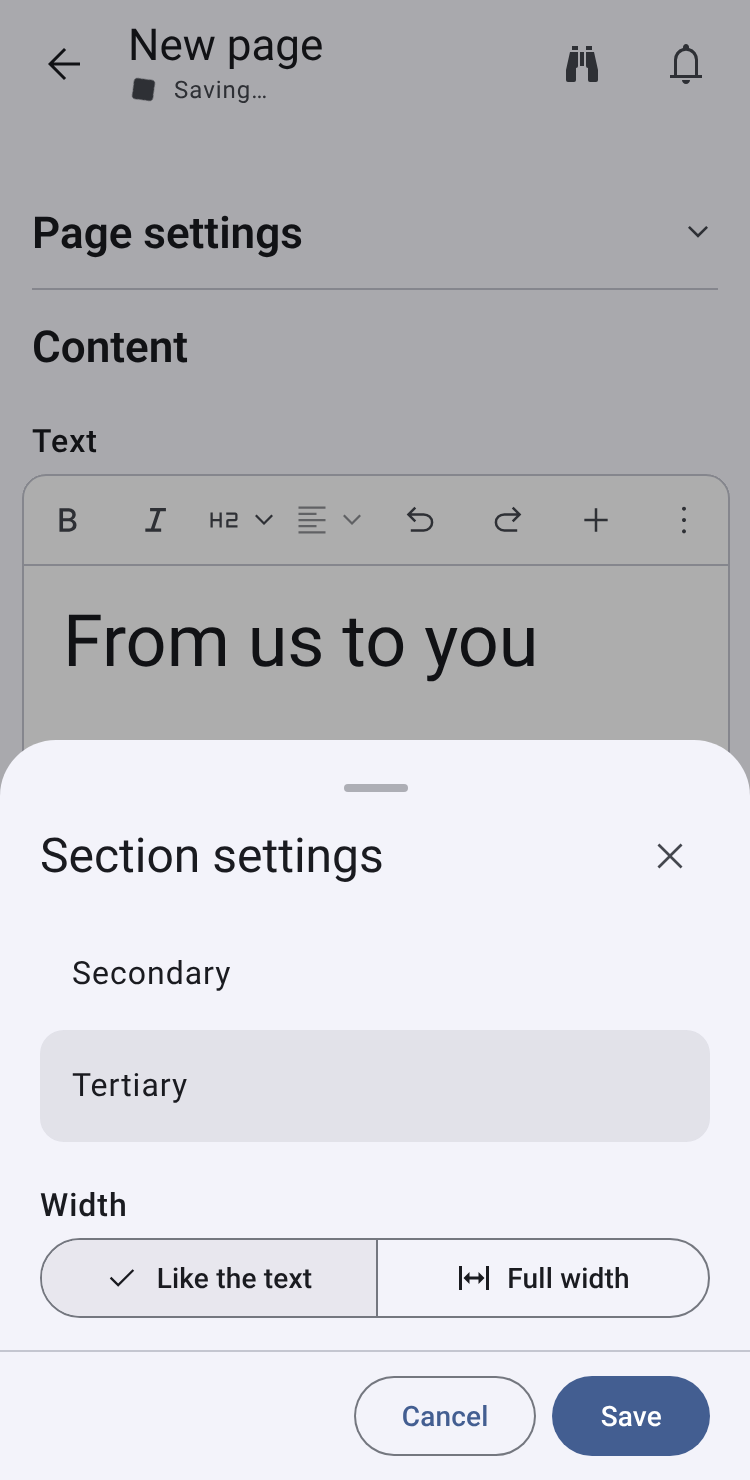 New page
Saving…
Page settings
Content
Text
B I H2
From us to you
Section settings
Secondary
Tertiary
Width
Like the text Full width
Cancel Save